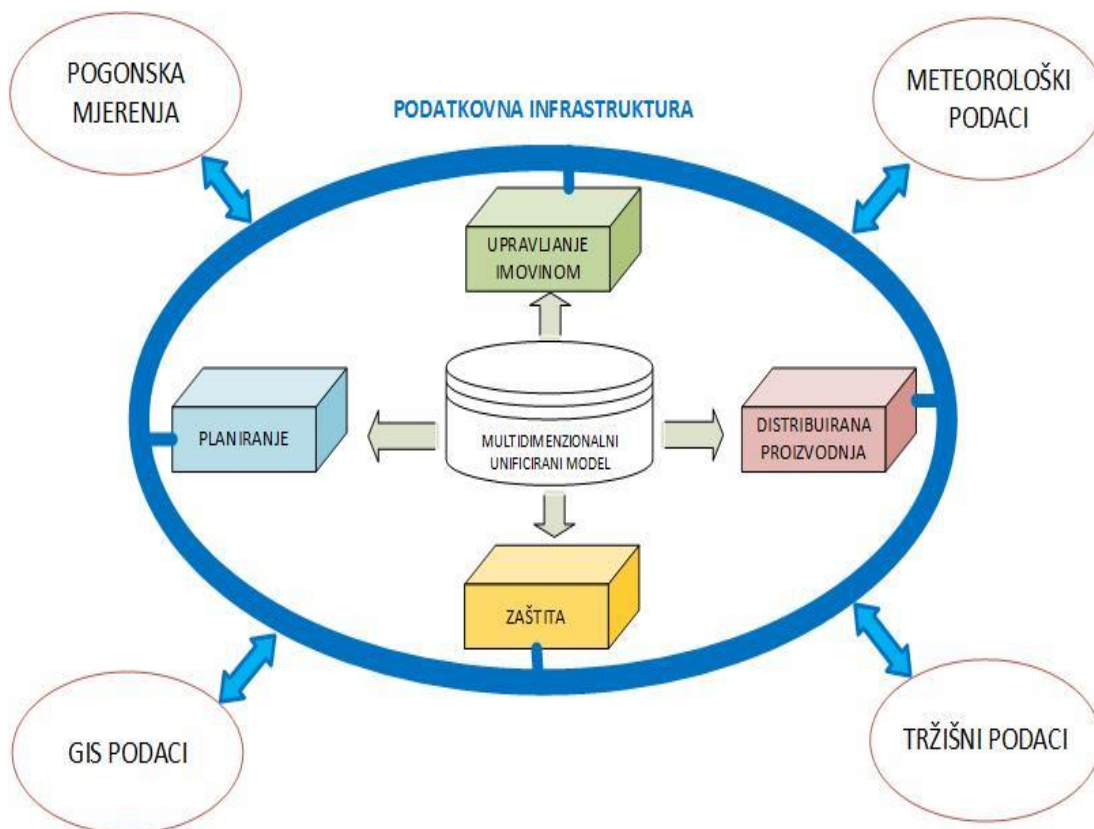 POGONSKA
MJERENJA
METEOROLOŠKI
PODACI
PODATKOVNA INFRASTRUKTURA
UPRAVLJANJE
IMOVINOM
PLANIRANJE
MULTIDIMENZIONALNI
UNIFICIRANI MODEL
DISTRIBUIRANA
PROIZVODNJA
ZAŠTITA
GIS PODACI
TRŽIŠNI PODACI